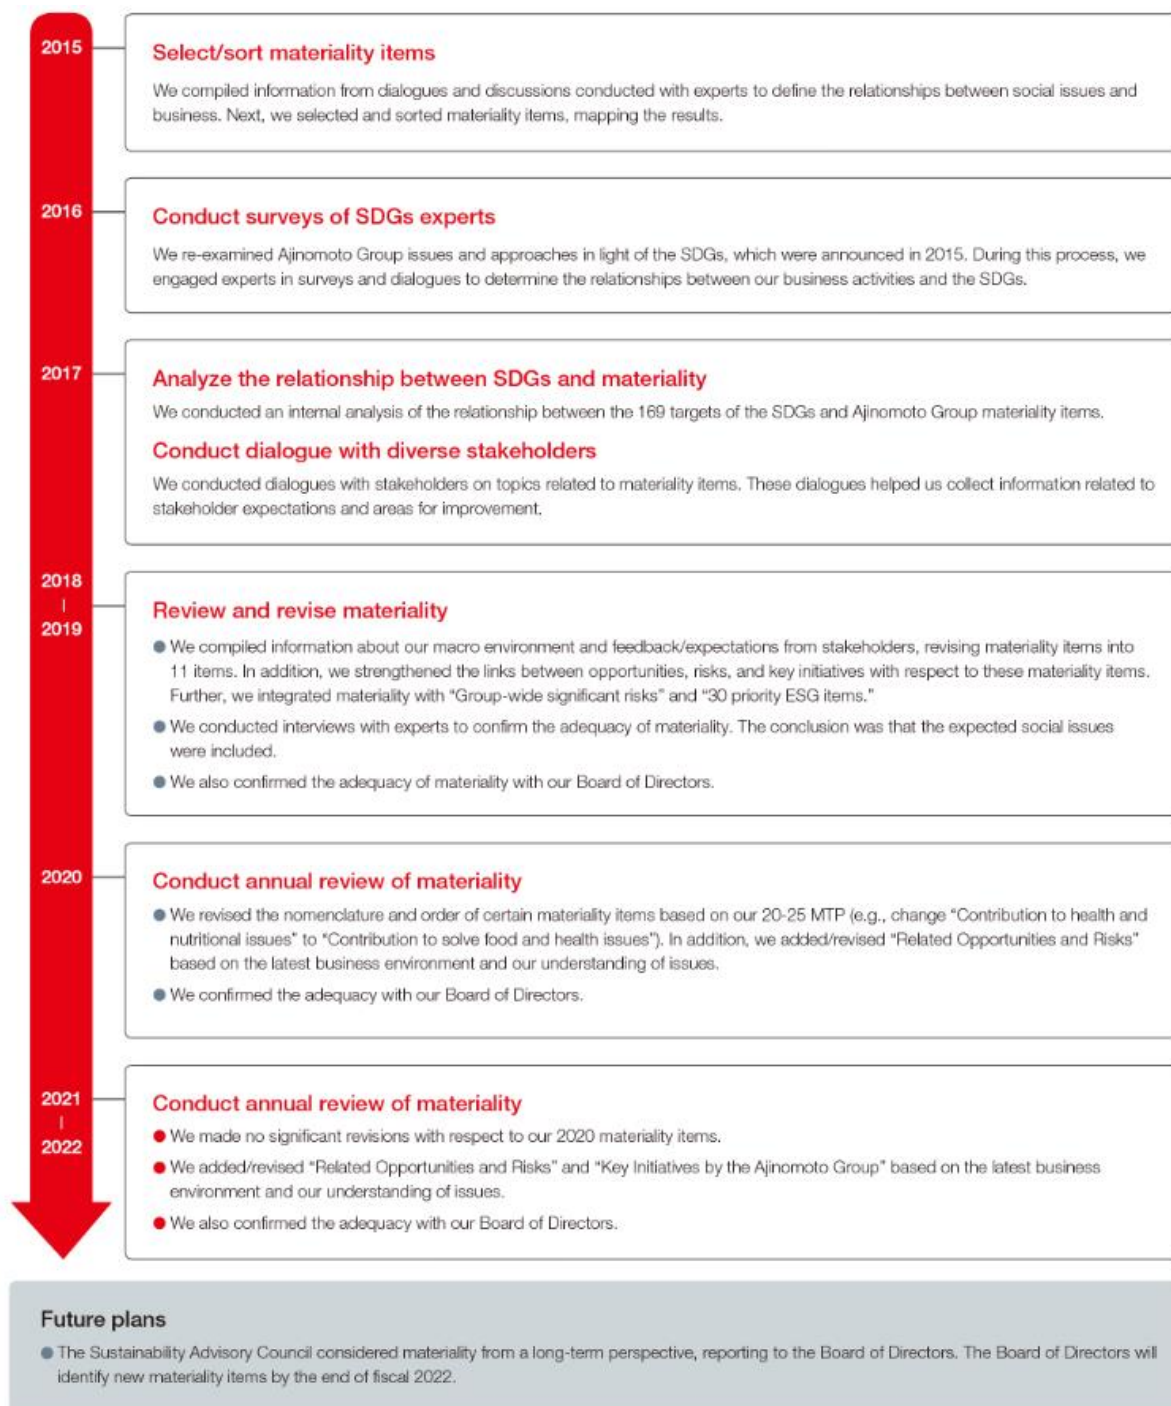 2015
Select/sort materiality items
We compiled information from dialogues and discussions conducted with experts to define the relationships between social issues and
business. Next, we selected and sorted materiality items, mapping the results.
2016
Conduct surveys of SDGs experts
We re-examined Ajinomoto Group issues and approaches in light of the SDGs, which were announced in 2015. During this process, we
engaged experts in surveys and dialogues to determine the relationships between our business activities and the SDGs.
2017
Analyze the relationship between SDGs and materiality
We conducted an internal analysis of the relationship between the 169 targets of the SDGs and Ajinomoto Group materiality items.
Conduct dialogue with diverse stakeholders
We conducted dialogues with stakeholders on topics related to materiality items. These dialogues helped us collect information related to
stakeholder expectations and areas for improvement.
2018
|
2019
Review and revise materiality
● We compiled information about our macro environment and feedback/expectations from stakeholders, revising materiality items into
11 items. In addition, we strengthened the links between opportunities, risks, and key initiatives with respect to these materiality items.
Further, we integrated materiality with “Group-wide significant risks” and “30 priority ESG items.”
● We conducted interviews with experts to confirm the adequacy of materiality. The conclusion was that the expected social issues
were included.
● We also confirmed the adequacy of materiality with our Board of Directors.
2020
Conduct annual review of materiality
● We revised the nomenclature and order of certain materiality items based on our 20-25 MTP (e.g., change “Contribution to health and
nutritional issues” to “Contribution to solve food and health issues”). In addition, we added/revised “Related Opportunities and Risks”
based on the latest business environment and our understanding of issues.
● We confirmed the adequacy with our Board of Directors.
2021
|
2022
Conduct annual review of materiality
● We made no significant revisions with respect to our 2020 materiality items.
● We added/revised “Related Opportunities and Risks” and “Key Initiatives by the Ajinomoto Group” based on the latest business
environment and our understanding of issues.
● We also confirmed the adequacy with our Board of Directors.
Future plans
● The Sustainability Advisory Council considered materiality from a long-term perspective, reporting to the Board of Directors. The Board of Directors will
identify new materiality items by the end of fiscal 2022.